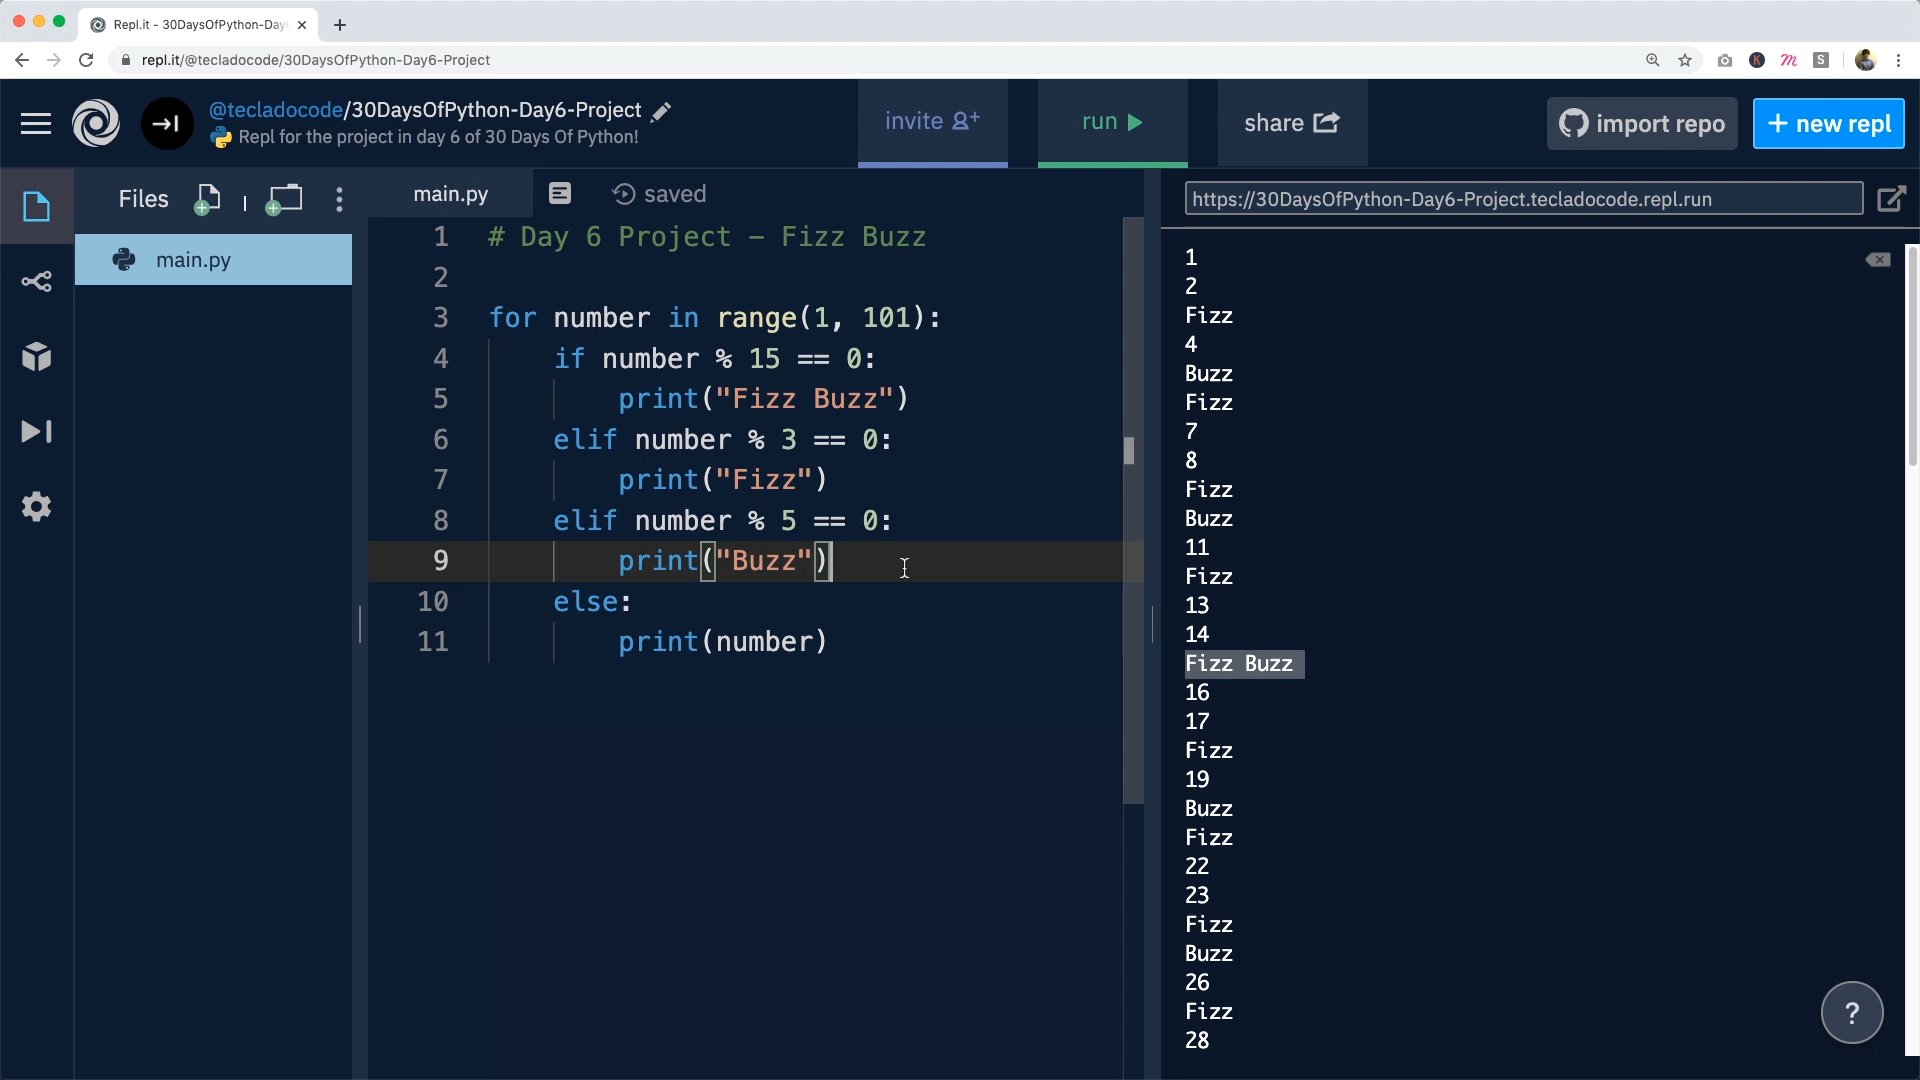 Repl.it - 30DaysOfPython-Day
repl.it/@tecladocode/30DaysOfPython-Day6-Project
@tecladocode/30DaysOfPython-Day6-Project
Repl for the project in day 6 of 30 Days Of Python!
invite
run
share
import repo
+ new repl
Files
main.py
main.py
saved
1 # Day 6 Project – Fizz Buzz
2
3 for number in range(1, 101):
4 if number % 15 == 0:
5 print("Fizz Buzz")
6 elif number % 3 == 0:
7 print("Fizz")
8 elif number % 5 == 0:
9 print("Buzz")
10 else:
11 print(number)
https://30DaysOfPython-Day6-Project.tecladocode.repl.run
1
2
Fizz
4
Buzz
Fizz
7
8
Fizz
Buzz
11
Fizz
13
14
Fizz Buzz
16
17
Fizz
19
Buzz
Fizz
22
23
Fizz
Buzz
26
Fizz
28
?